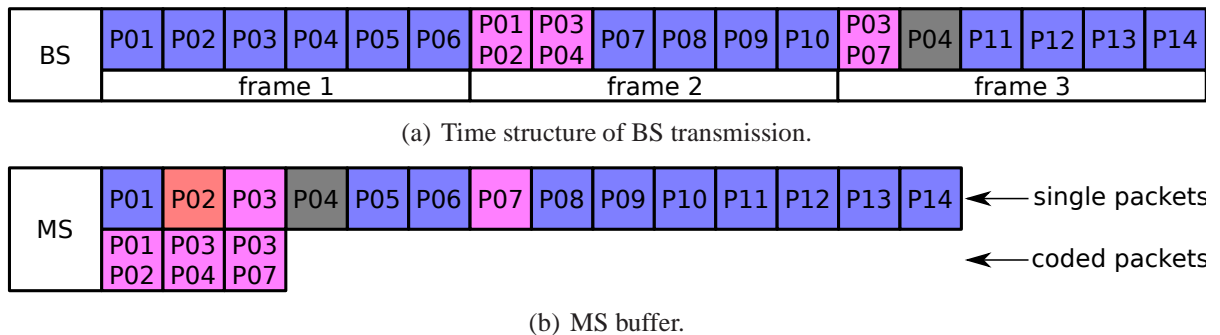 BS P01 P02 P03 P04 P05 P06 P01 P02 P03 P04 P07 P08 P09 P10 P03 P07 P04 P11 P12 P13 P14
frame 1 frame 2 frame 3
(a) Time structure of BS transmission.
MS P01 P02 P03 P04 P05 P06 P07 P08 P09 P10 P11 P12 P13 P14 single packets
P01 P02 P03 P04 P03 P07 coded packets
(b) MS buffer.